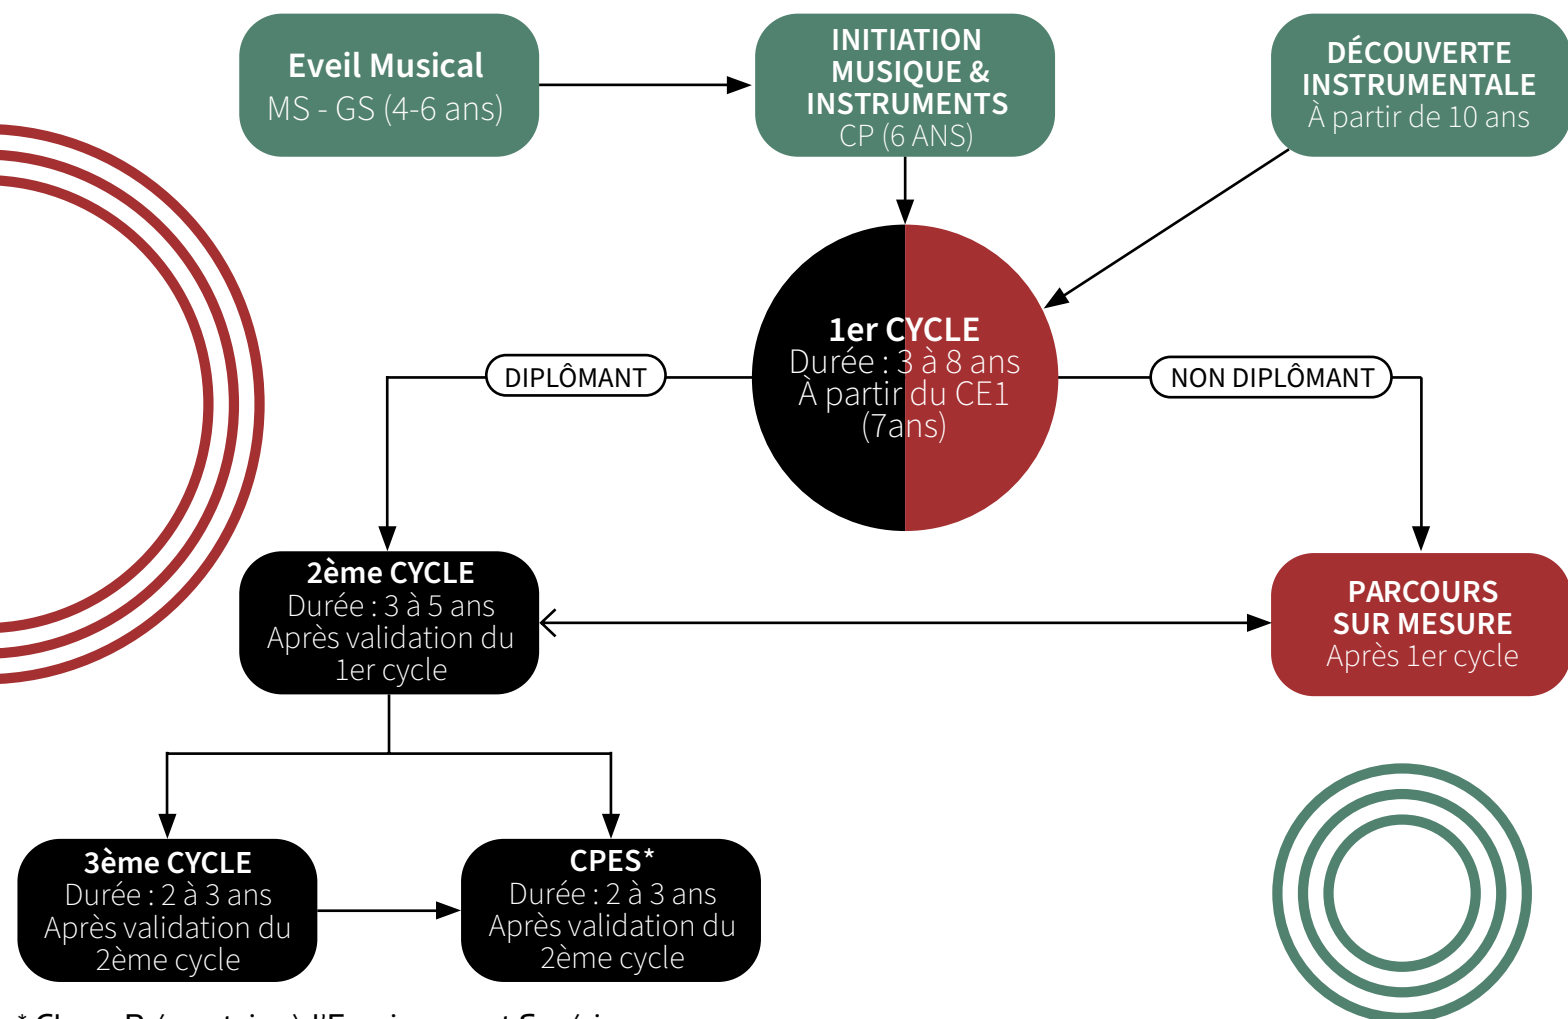 Eveil Musical
MS - GS (4-6 ans)
INITIATION
MUSIQUE &
INSTRUMENTS
CP (6 ANS)
DÉCOUVERTE
INSTRUMENTALE
À partir de 10 ans
1er CYCLE
Durée : 3 à 8 ans
À partir du CE1
(7ans)
DIPLÔMANT
NON DIPLÔMANT
2ème CYCLE
Durée : 3 à 5 ans
Après validation du
1er cycle
PARCOURS
SUR MESURE
Après 1er cycle
3ème CYCLE
Durée : 2 à 3 ans
Après validation du
2ème cycle
CPES*
Durée : 2 à 3 ans
Après validation du
2ème cycle